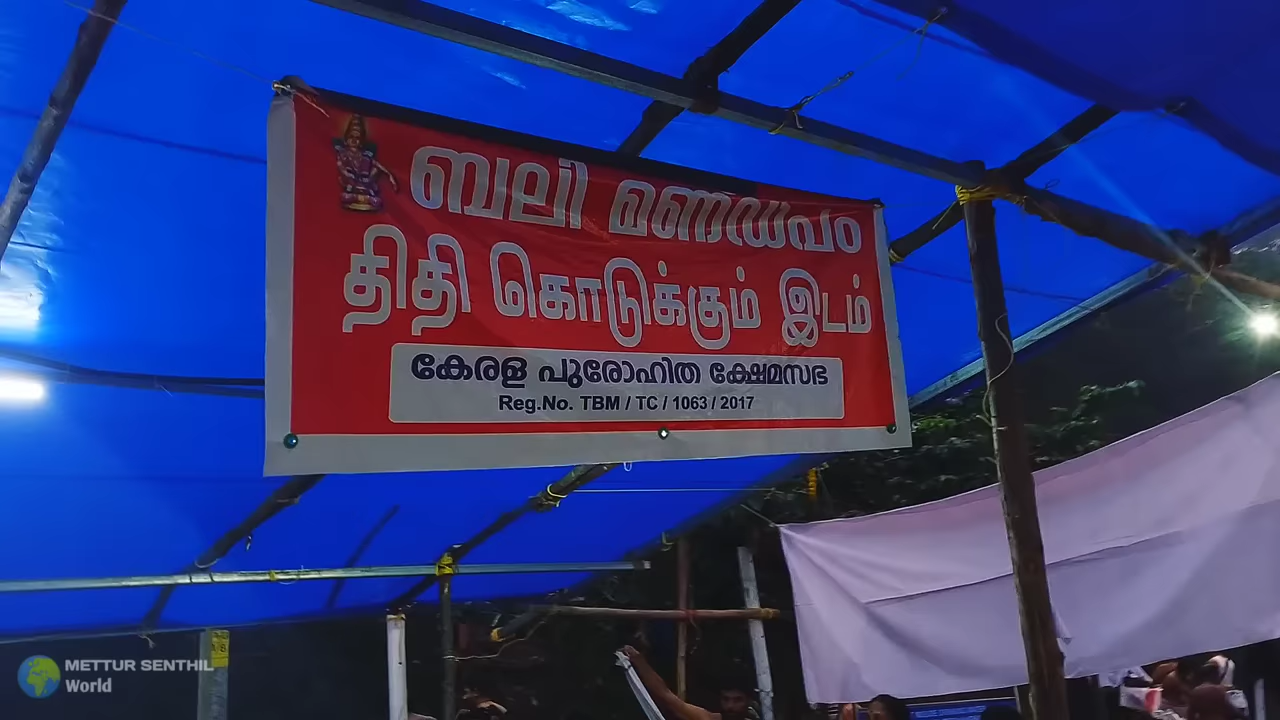 ബലി മണ്ഡപം
திதி கொடுக்கும் இடம்
കേരള പുരോഹിത ക്ഷേമസഭ
Reg.No. TBM / TC / 1063 / 2017
METTUR SENTHIL
World